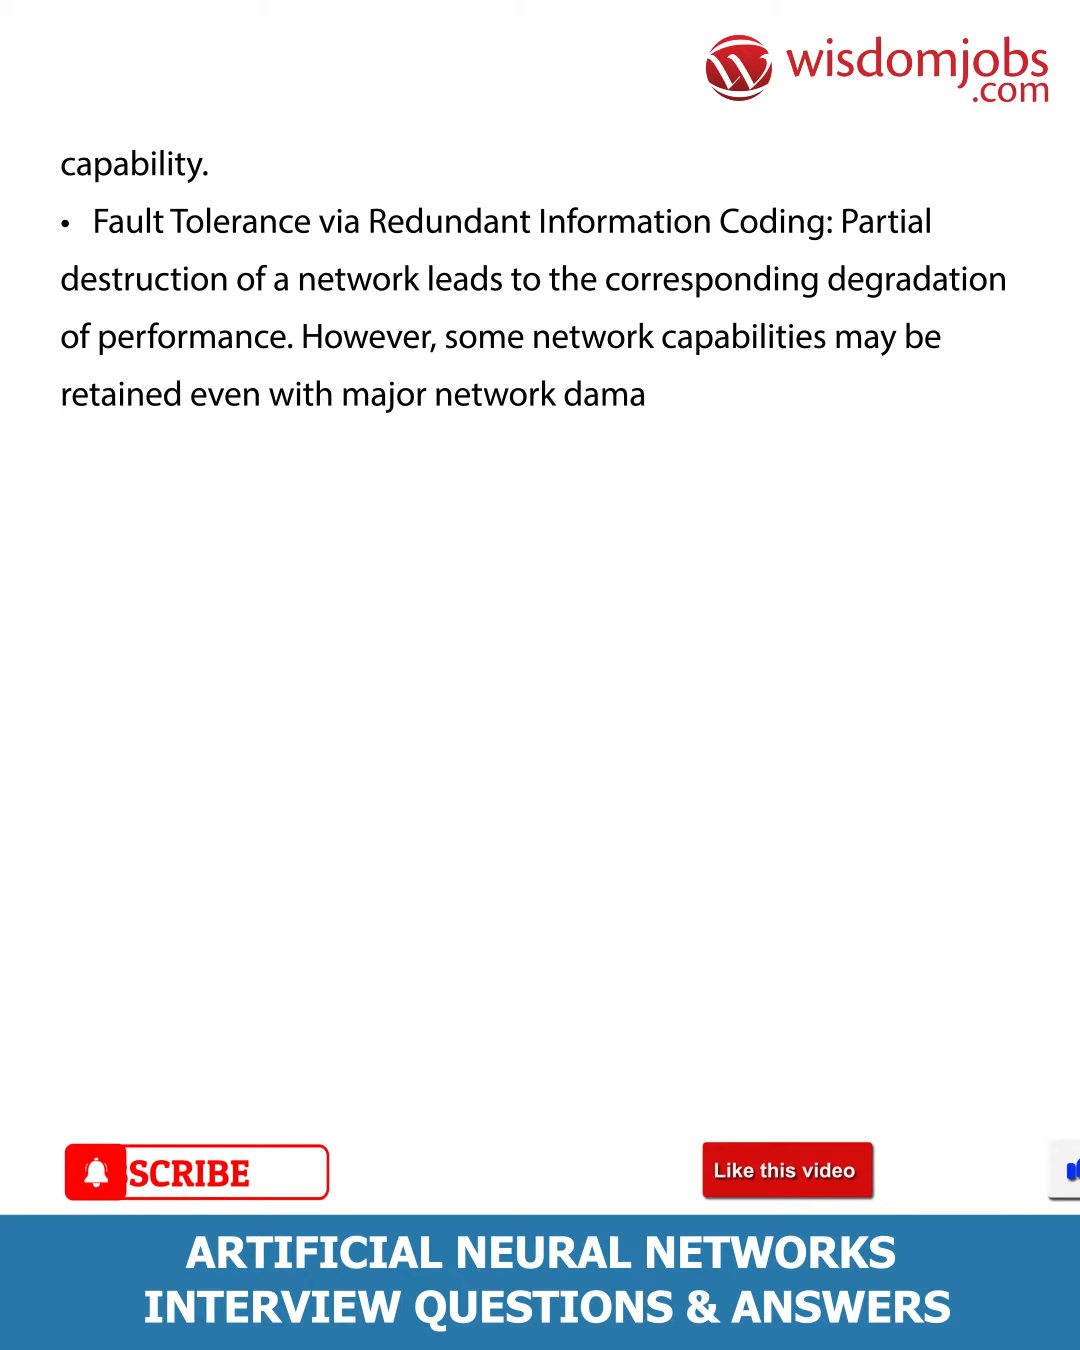 wisdomjobs
.com
capability.
• Fault Tolerance via Redundant Information Coding: Partial
destruction of a network leads to the corresponding degradation
of performance. However, some network capabilities may be
retained even with major network dama
SCRIBE
Like this video
ARTIFICIAL NEURAL NETWORKS
INTERVIEW QUESTIONS & ANSWERS